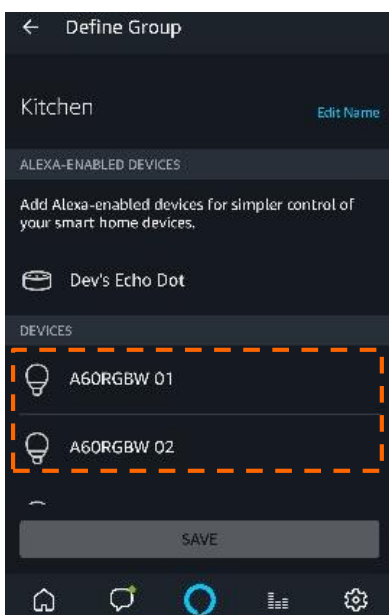 Define Group
Kitchen
Edit Name
ALEXA-ENABLED DEVICES
Add Alexa-enabled devices for simpler control of
your smart home devices.
Dev's Echo Dot
DEVICES
A60RGBW 01
A60RGBW 02
SAVE